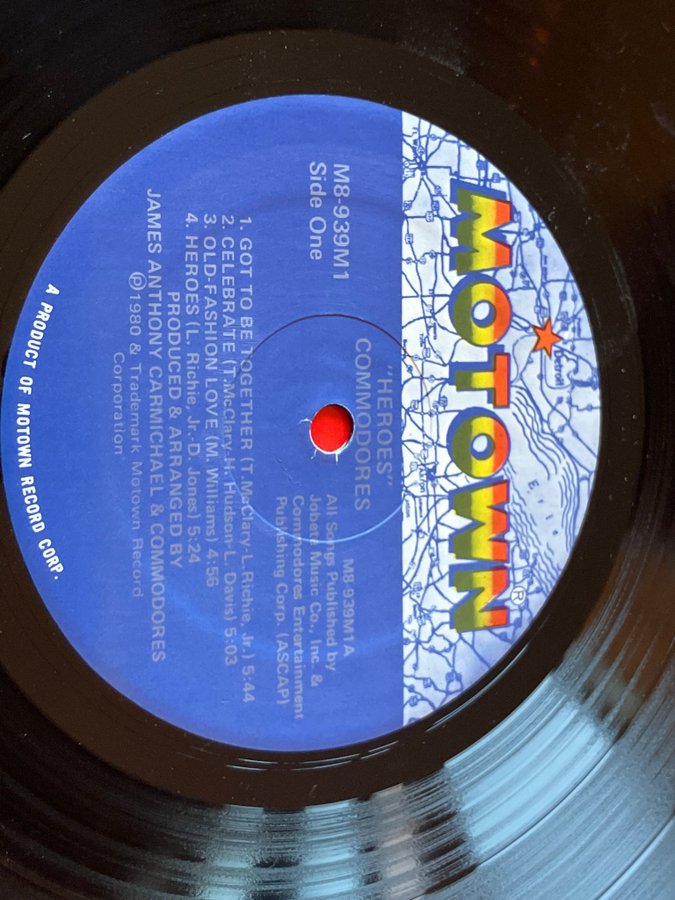 MOTOWN®
Detroit
Erie
"HEROES"
COMMODORES
M8-939M1
Side One
M8-939M1A
All Songs Published by
Jobete Music Co., Inc. &
Commodores Entertainment
Publishing Corp. (ASCAP)
1. GOT TO BE TOGETHER (T. McClary-L. Richie, Jr.) 5:44
2. CELEBRATE (T. McClary-H. Hudson-L. Davis) 5:03
3. OLD-FASHION LOVE (M. Williams) 4:56
4. HEROES (L. Richie, Jr.-D. Jones) 5:24
PRODUCED & ARRANGED BY
JAMES ANTHONY CARMICHAEL & COMMODORES
℗1980 & Trademark Motown Record
Corporation
A PRODUCT OF MOTOWN RECORD CORP.